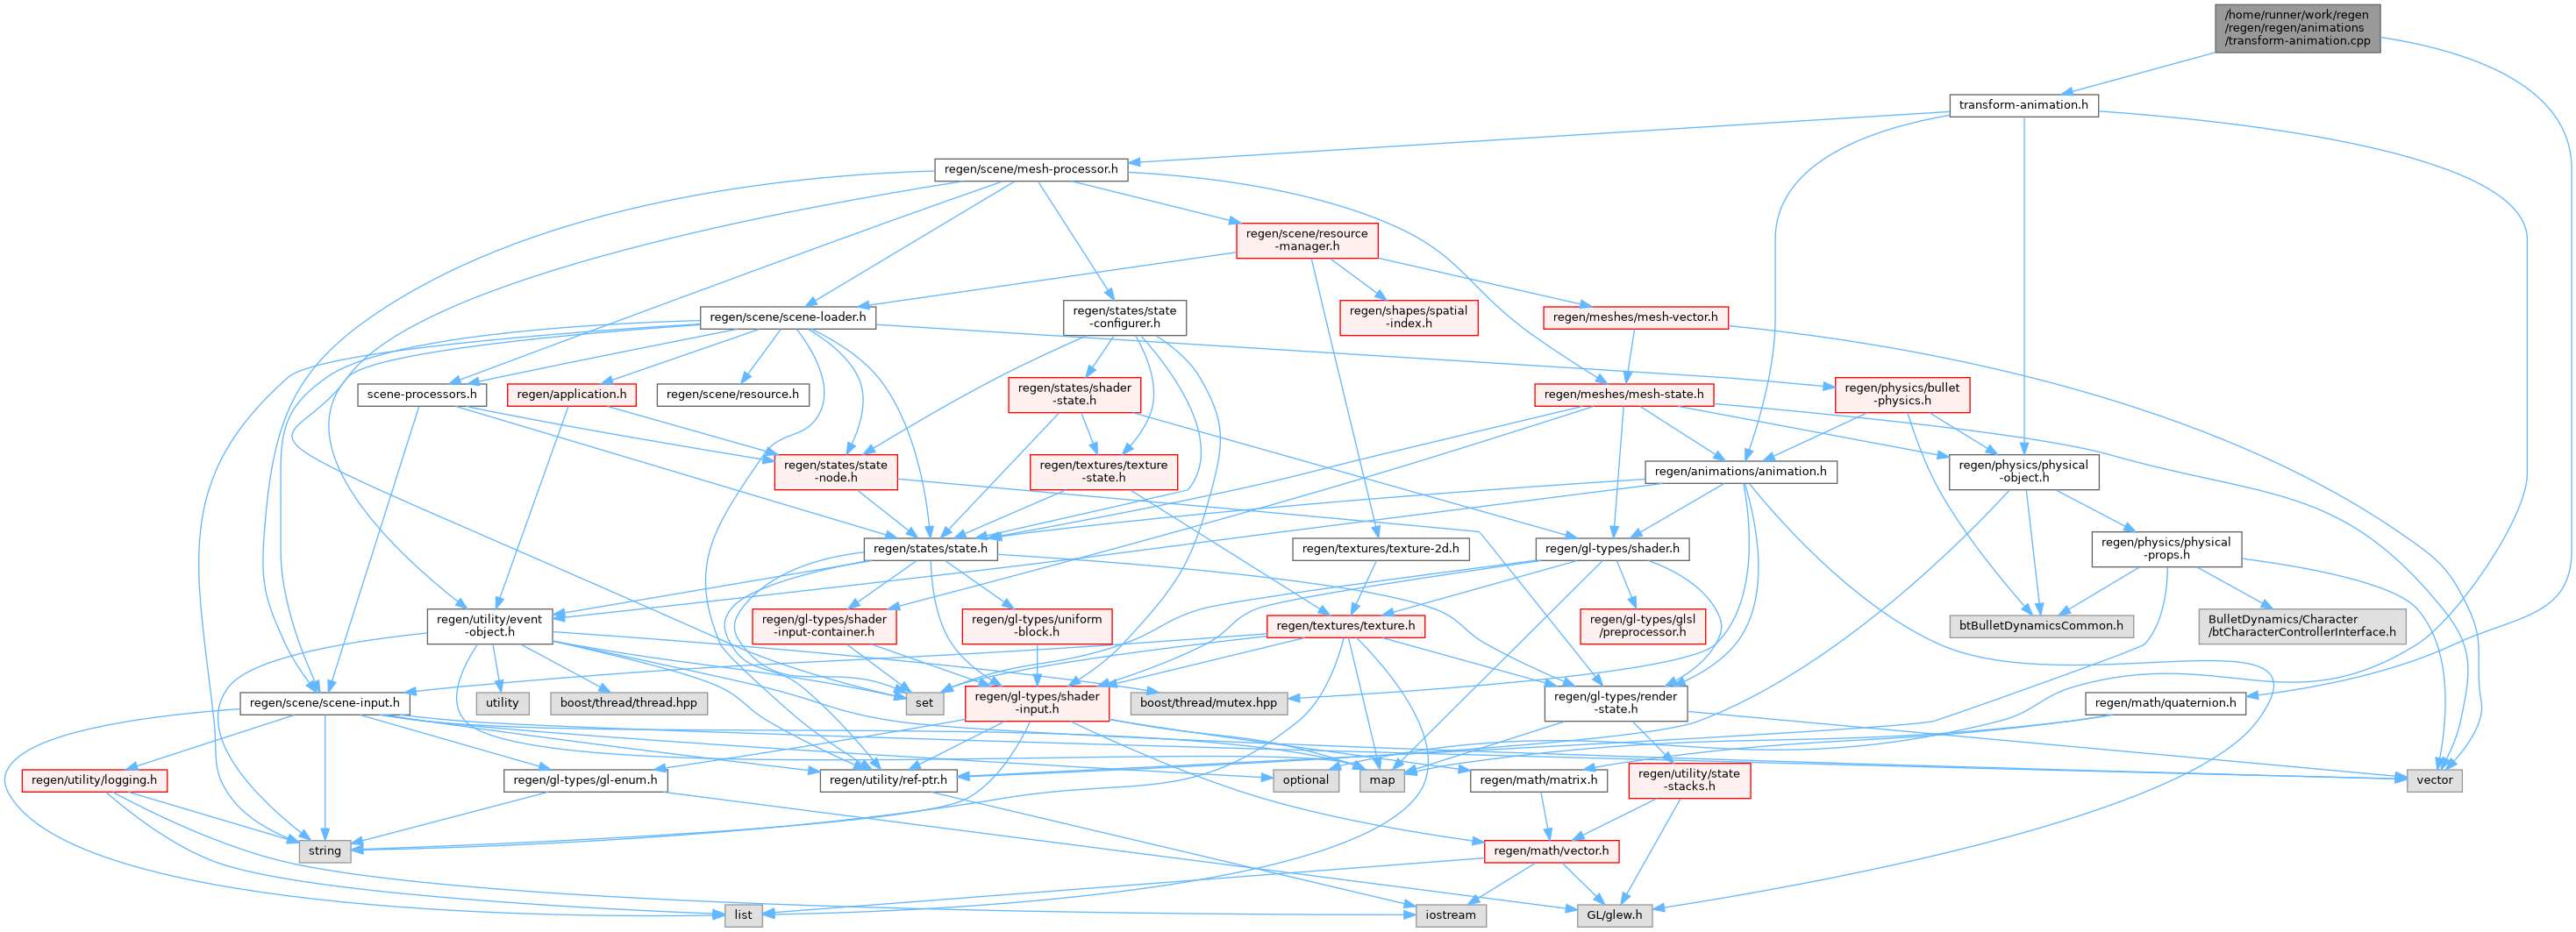 /home/runner/work/regen
/regen/regen/animations
/transform-animation.cpp
transform-animation.h
regen/scene/mesh-processor.h
regen/scene/resource
-manager.h
regen/scene/scene-loader.h
regen/states/state
-configurer.h
regen/shapes/spatial
-index.h
regen/meshes/mesh-vector.h
scene-processors.h
regen/application.h
regen/scene/resource.h
regen/states/shader
-state.h
regen/meshes/mesh-state.h
regen/physics/bullet
-physics.h
regen/states/state
-node.h
regen/textures/texture
-state.h
regen/animations/animation.h
regen/physics/physical
-object.h
regen/states/state.h
regen/textures/texture-2d.h
regen/gl-types/shader.h
regen/physics/physical
-props.h
regen/utility/event
-object.h
regen/gl-types/shader
-input-container.h
regen/gl-types/uniform
-block.h
regen/textures/texture.h
regen/gl-types/glsl
/preprocessor.h
btBulletDynamicsCommon.h
BulletDynamics/Character
/btCharacterControllerInterface.h
regen/scene/scene-input.h
utility
boost/thread/thread.hpp
set
regen/gl-types/shader
-input.h
boost/thread/mutex.hpp
regen/gl-types/render
-state.h
regen/math/quaternion.h
regen/utility/logging.h
regen/gl-types/gl-enum.h
regen/utility/ref-ptr.h
optional
map
regen/math/matrix.h
regen/utility/state
-stacks.h
vector
string
regen/math/vector.h
list
iostream
GL/glew.h